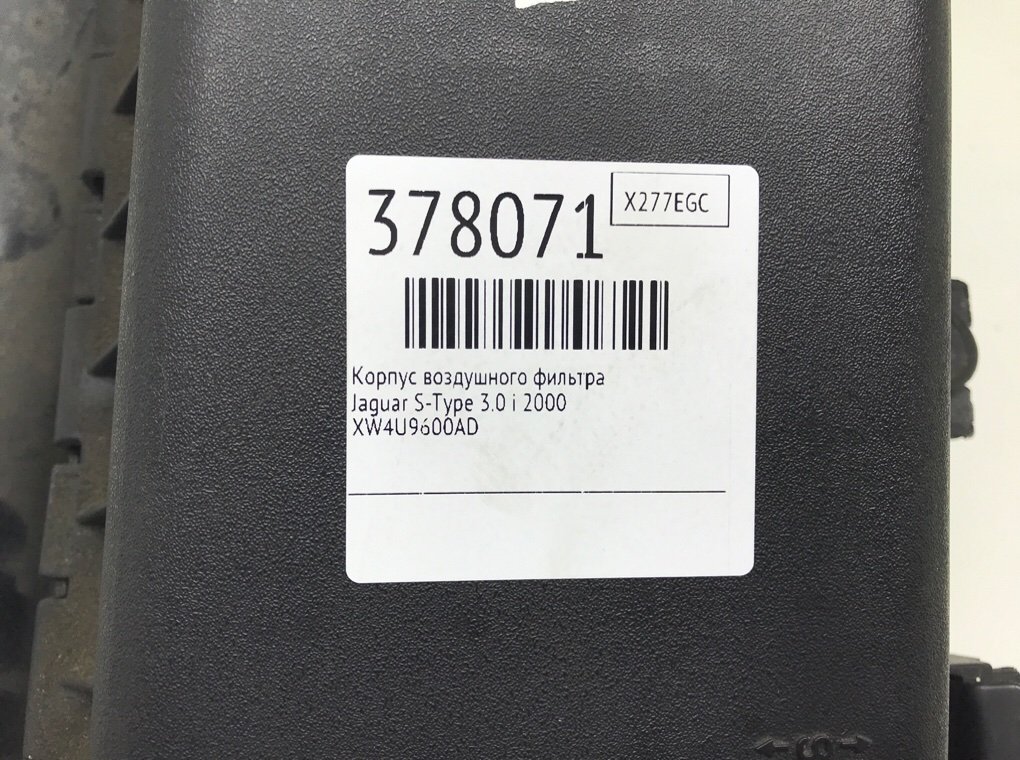 378071
X277EGC
Корпус воздушного фильтра
Jaguar S-Type 3.0 i 2000
XW4U9600AD